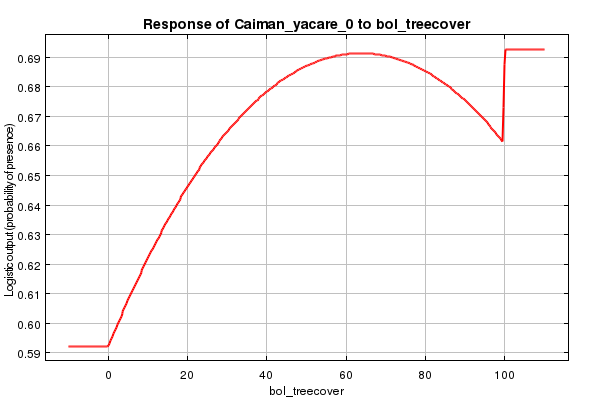 Response of Caiman_yacare_0 to bol_treecover
Logistic output (probability of presence)
0.69
0.68
0.67
0.66
0.65
0.64
0.63
0.62
0.61
0.60
0.59
0 20 40 60 80 100
bol_treecover